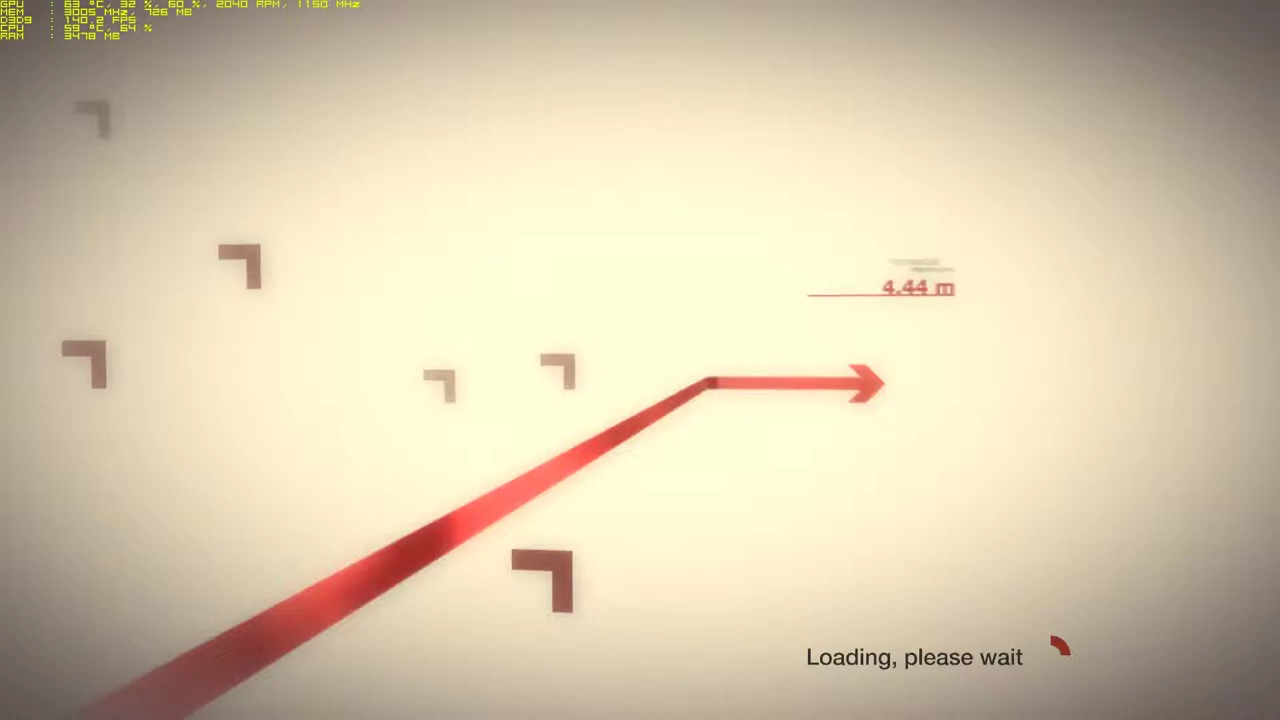 GPU : 63 °C, 32 %, 60 %, 2040 RPM, 1150 MHz
MEM : 3005 MHz, 726 MB
D3D9 : 140.2 FPS
CPU : 59 °C, 64 %
RAM : 3478 MB
4.44 m
Loading, please wait